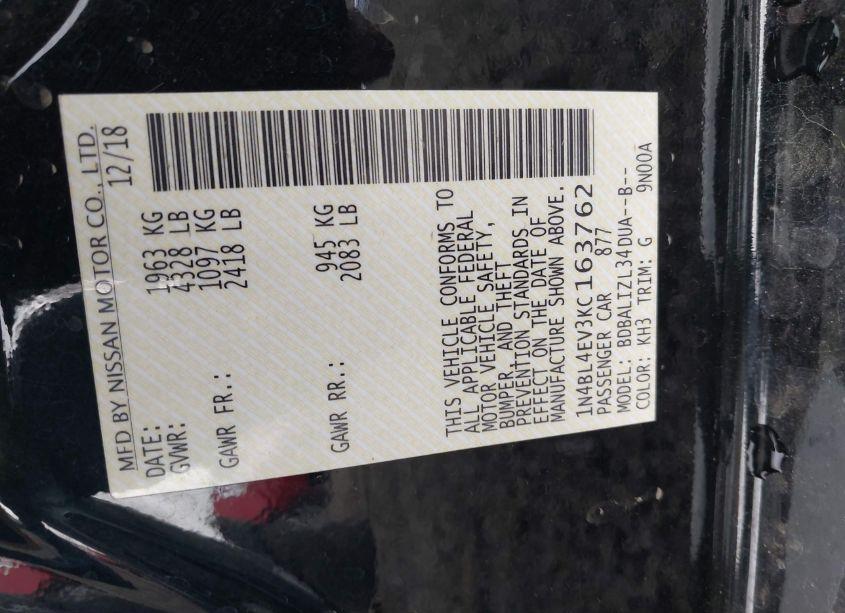 MFD BY NISSAN MOTOR CO., LTD.
DATE: 12/18
GVWR: 1963 KG
4328 LB
GAWR FR.: 1097 KG
2418 LB
GAWR RR.: 945 KG
2083 LB
THIS VEHICLE CONFORMS TO
ALL APPLICABLE FEDERAL
MOTOR VEHICLE SAFETY,
BUMPER, AND THEFT
PREVENTION STANDARDS IN
EFFECT ON THE DATE OF
MANUFACTURE SHOWN ABOVE.
1N4BL4EV3KC163762
PASSENGER CAR 877
MODEL: BDBALIZL34DUA--B--
COLOR: KH3 TRIM: G 9N00A